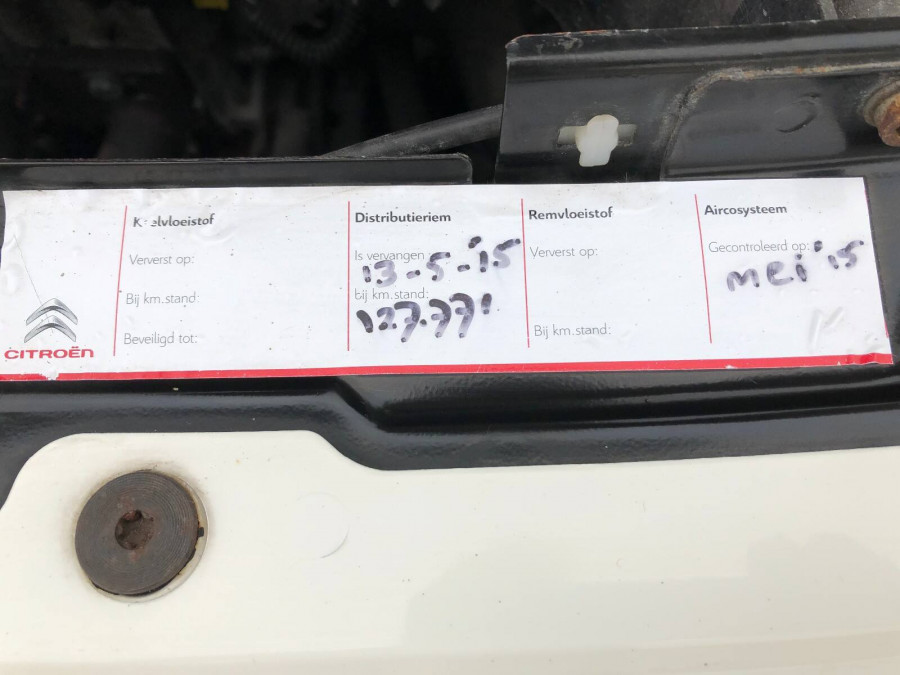 Koelvloeistof
Ververst op:
Bij km.stand:
Beveiligd tot:
Distributieriem
Is vervangen
13-5-'15
bij km.stand:
127.771
Remvloeistof
Ververst op:
Bij km.stand:
Aircosysteem
Gecontroleerd op:
mei '15
CITROËN